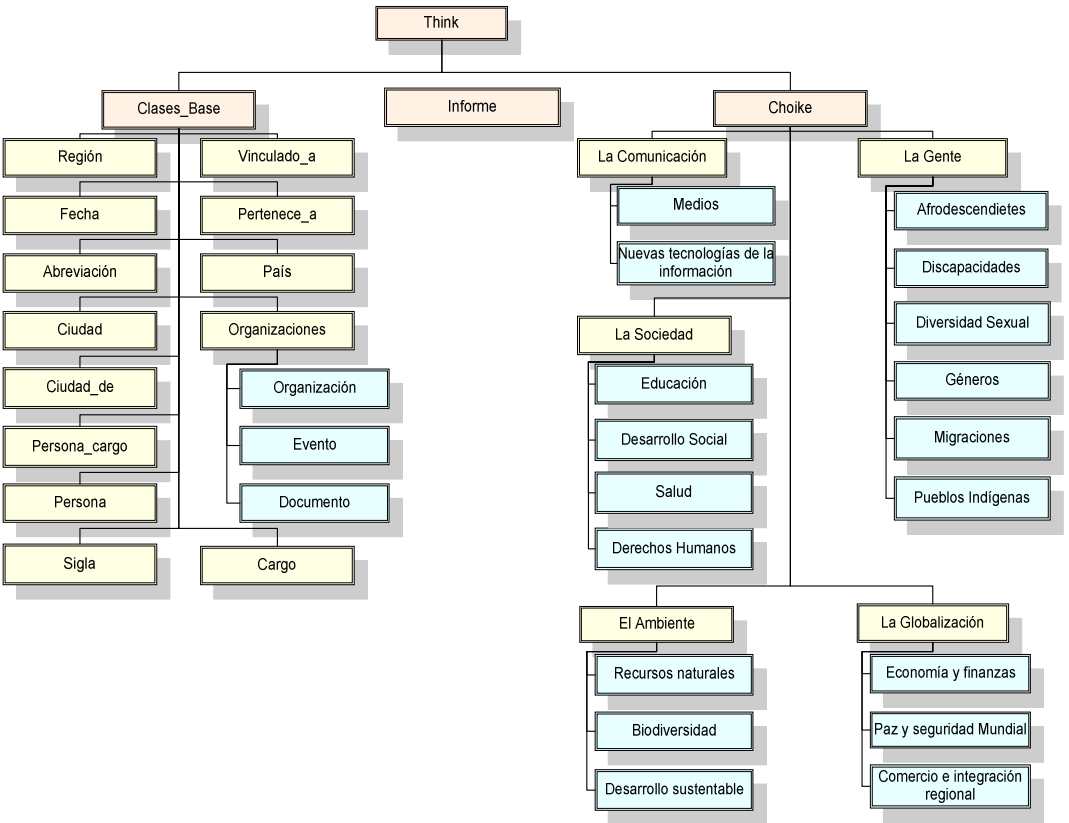 Think
Clases_Base
Informe
Choike
Región
Vinculado_a
Fecha
Pertenece_a
Abreviación
País
Ciudad
Organizaciones
Ciudad_de
Organización
Persona_cargo
Evento
Persona
Documento
Sigla
Cargo
La Comunicación
Medios
Nuevas tecnologías de la
información
La Gente
Afrodescendietes
Discapacidades
Diversidad Sexual
Géneros
Migraciones
Pueblos Indígenas
La Sociedad
Educación
Desarrollo Social
Salud
Derechos Humanos
El Ambiente
Recursos naturales
Biodiversidad
Desarrollo sustentable
La Globalización
Economía y finanzas
Paz y seguridad Mundial
Comercio e integración
regional